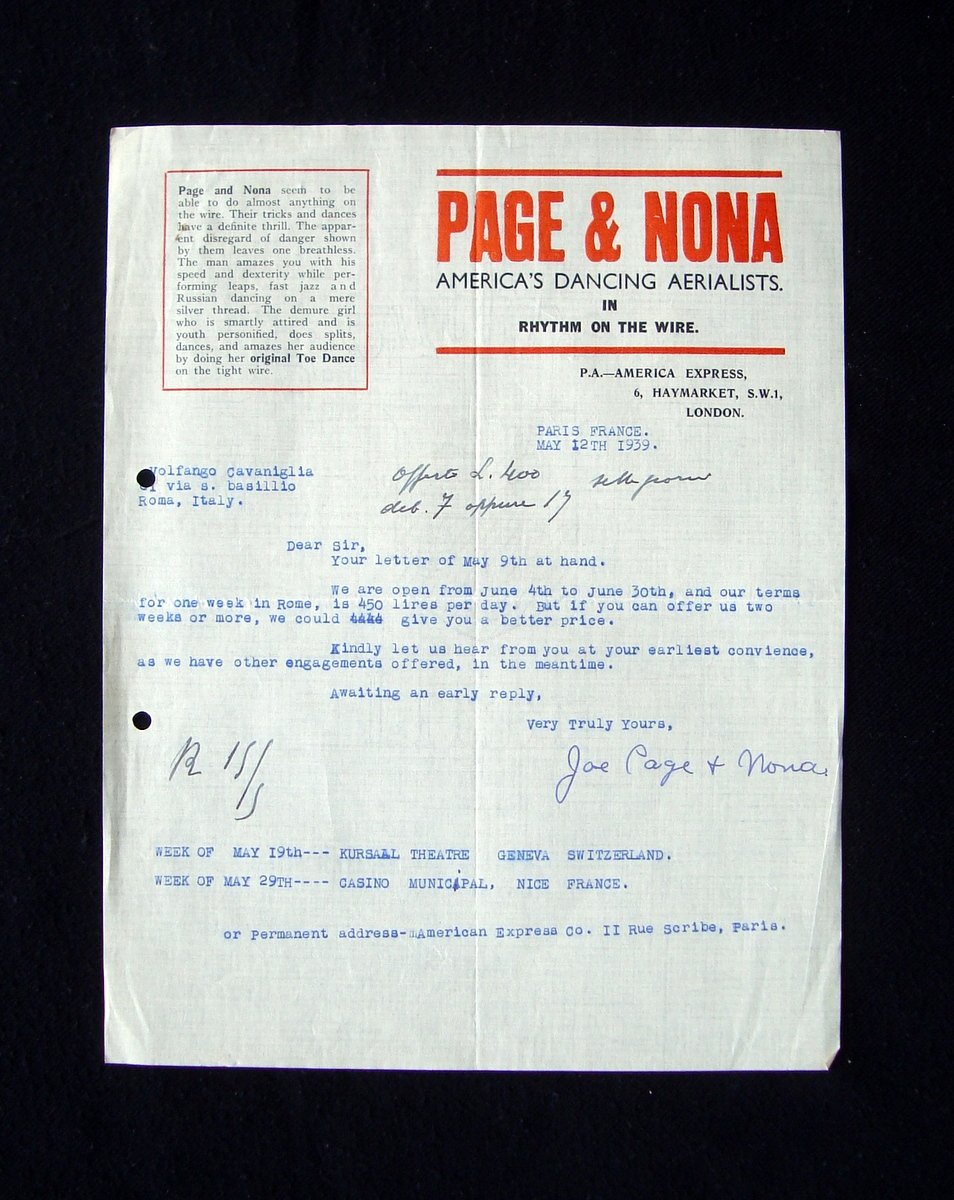 Page and Nona seem to be
able to do almost anything on
the wire. Their tricks and dances
have a definite thrill. The appar-
ent disregard of danger shown
by them leaves one breathless.
The man amazes you with his
speed and dexterity while per-
forming leaps, fast jazz and
Russian dancing on a mere
silver thread. The demure girl
who is smartly attired and is
youth personified, does splits,
dances, and amazes her audience
by doing her original Toe Dance
on the tight wire.
PAGE & NONA
AMERICA'S DANCING AERIALISTS.
IN
RHYTHM ON THE WIRE.
P.A.—AMERICA EXPRESS,
6, HAYMARKET, S.W.1,
LONDON.
PARIS FRANCE.
MAY 12TH 1939.
Volfango Cavaniglia
via s. basillio
Roma, Italy.
Offerto L. 400 sette giorni
deb. 7 oppure 17
Dear Sir,
Your letter of May 9th at hand.
We are open from June 4th to June 30th, and our terms
for one week in Rome, is 450 lires per day. But if you can offer us two
weeks or more, we could give you a better price.
Kindly let us hear from you at your earliest convience,
as we have other engagements offered, in the meantime.
Awaiting an early reply,
Very Truly Yours,
Joe Page & Nona.
R 15/5
WEEK OF MAY 19th--- KURSAAL THEATRE GENEVA SWITZERLAND.
WEEK OF MAY 29TH---- CASINO MUNICIPAL, NICE FRANCE.
or Permanent address- American Express Co. II Rue Scribe, Paris.